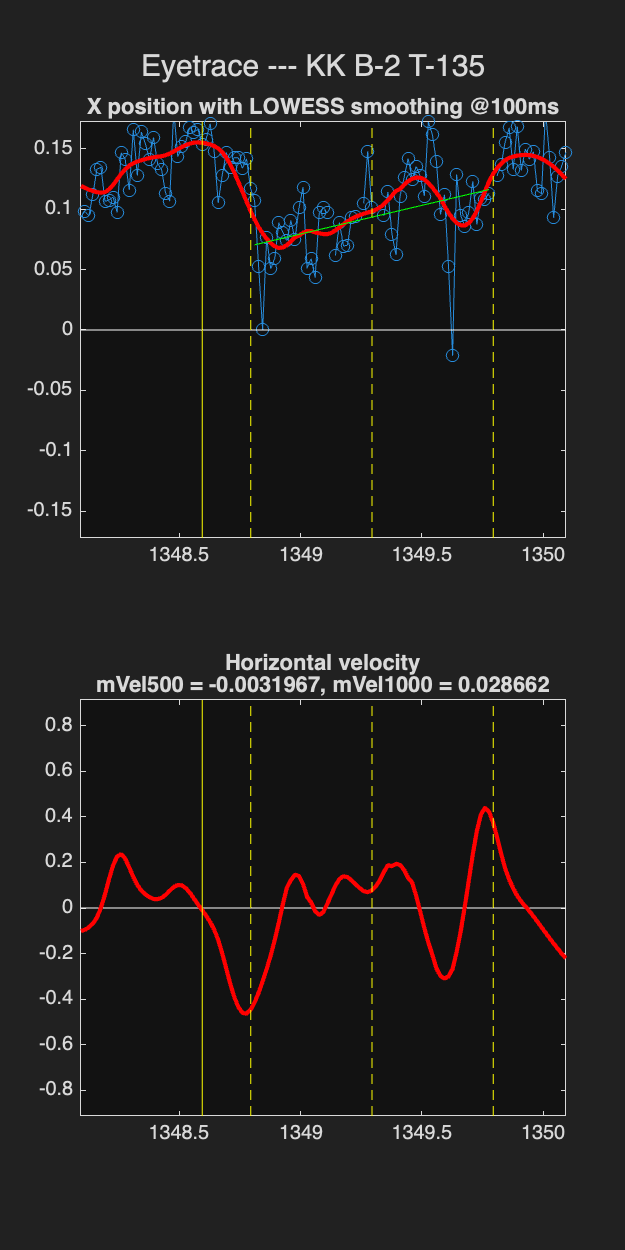 Eyetrace --- KK B-2 T-135
X position with LOWESS smoothing @100ms
0.15
0.1
0.05
0
-0.05
-0.1
-0.15
1348.5 1349 1349.5 1350
Horizontal velocity
mVel500 = -0.0031967, mVel1000 = 0.028662
0.8
0.6
0.4
0.2
0
-0.2
-0.4
-0.6
-0.8
1348.5 1349 1349.5 1350